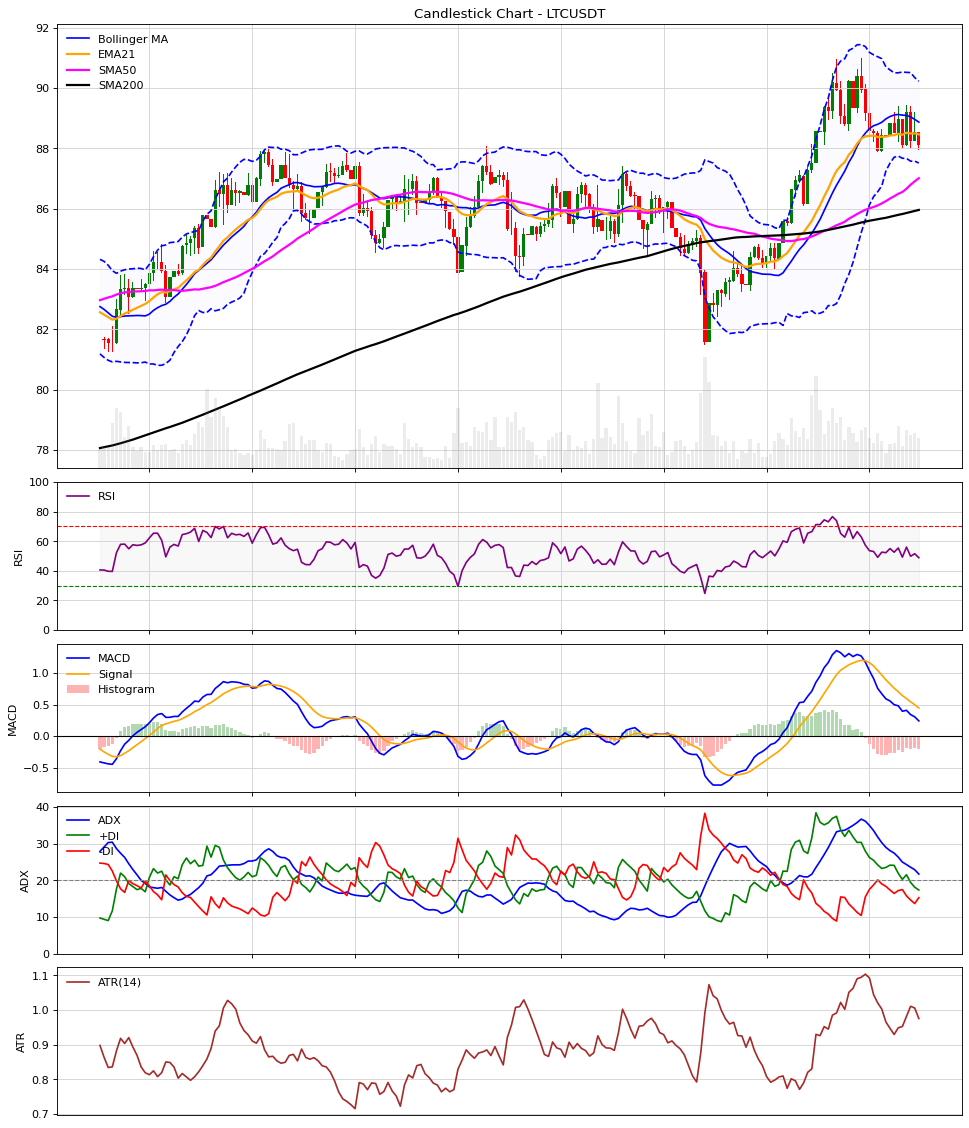 Candlestick Chart - LTCUSDT
92
90
88
86
84
82
80
78
Bollinger MA
EMA21
SMA50
SMA200
100
80
60
40
20
0
RSI
RSI
1.0
0.5
0.0
−0.5
MACD
MACD
Signal
Histogram
40
30
20
10
0
ADX
ADX
+DI
-DI
1.1
1.0
0.9
0.8
0.7
ATR
ATR(14)